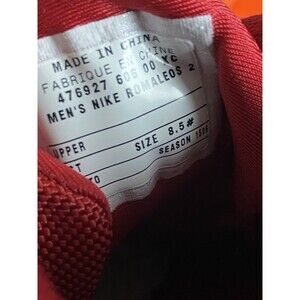 MADE IN CHINA
FABRIQUE EN CHINE
476927 606 00 XC
MEN'S NIKE ROMALEOS 2
UPPER
SIZE 8.5#
SEASON